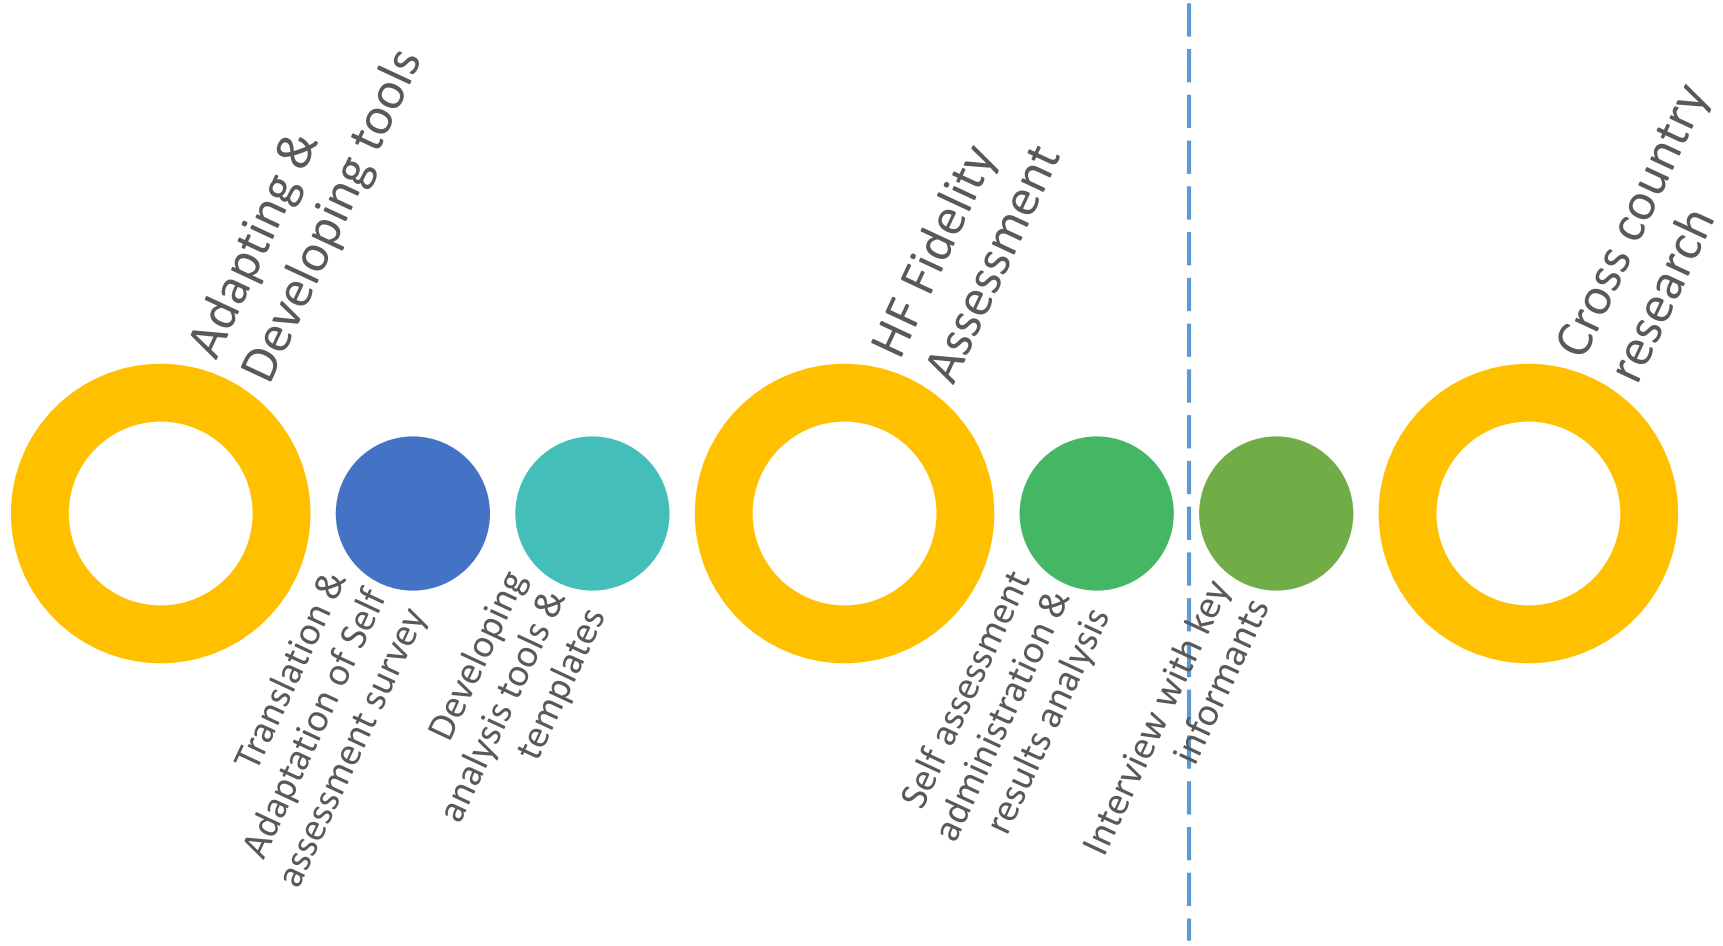 Adapting &
Developing tools
Translation &
Adaptation of Self
assessment survey
Developing
analysis tools &
templates
HF Fidelity
Assessment
Self assessment
administration &
results analysis
Interview with key
informants
Cross country
research